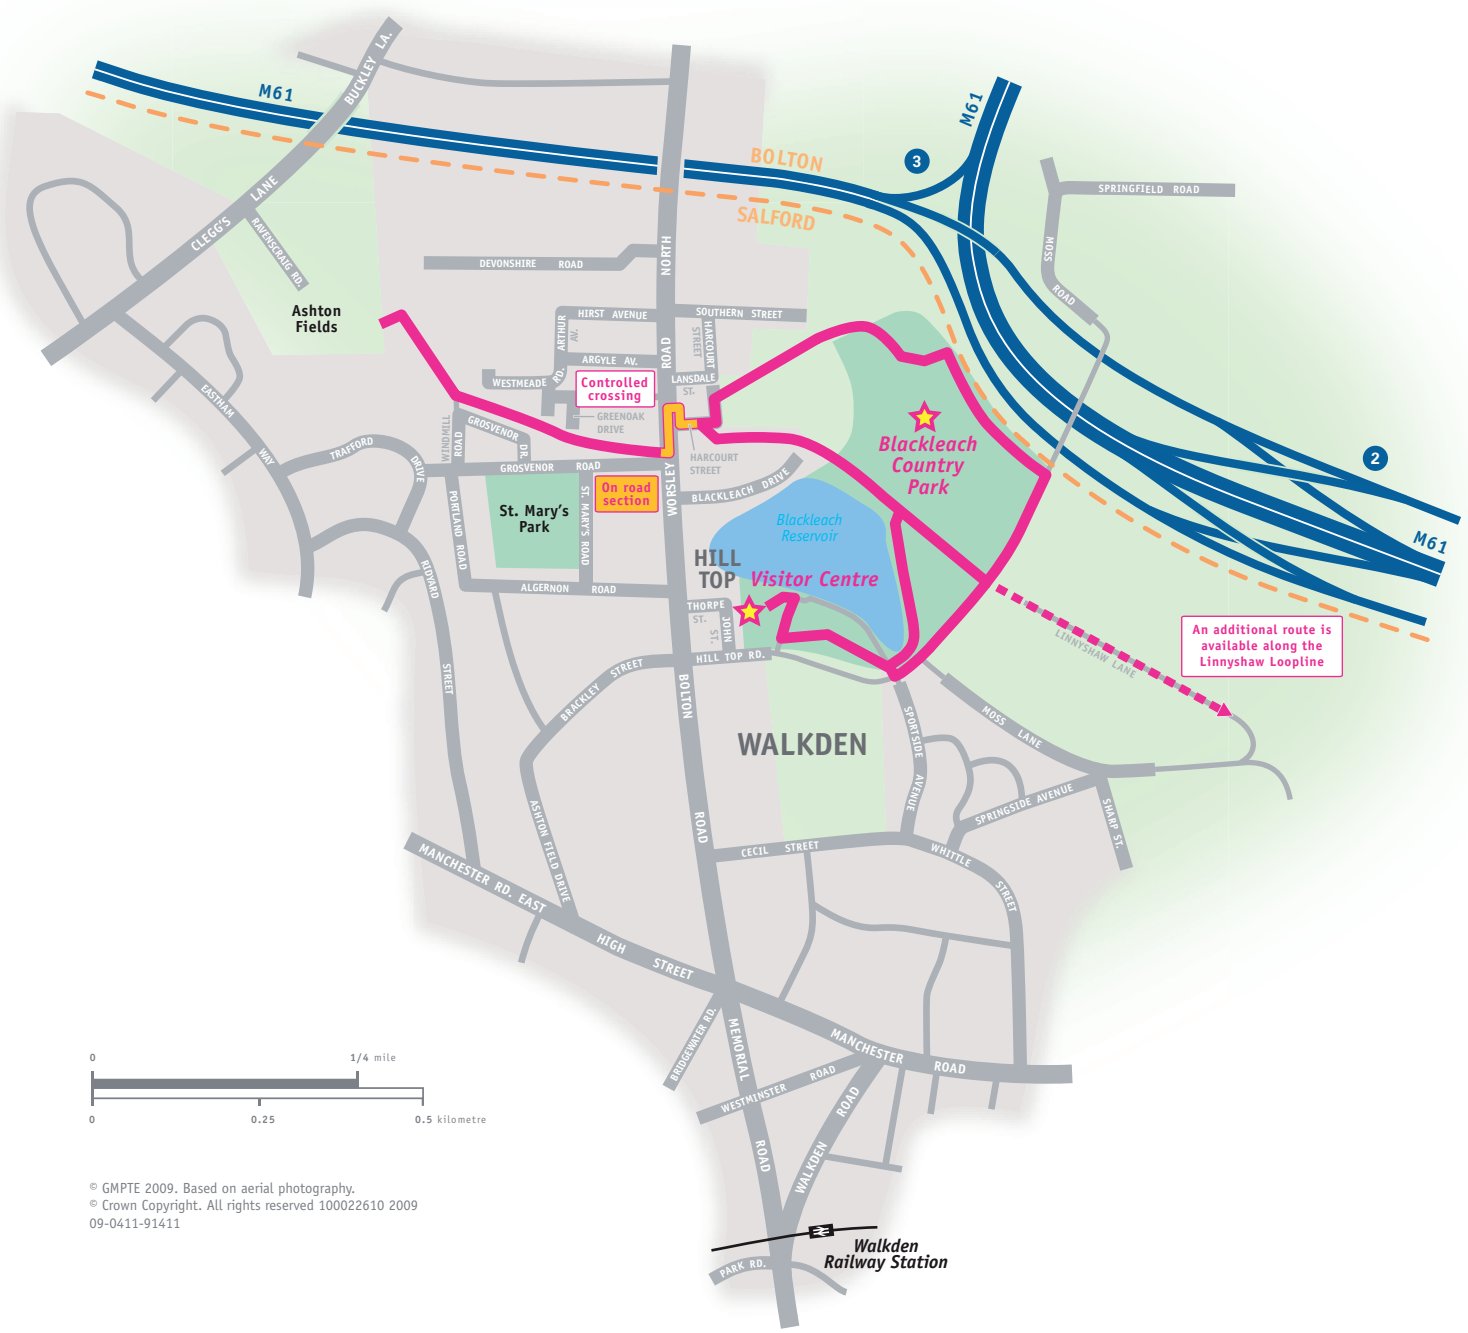 BUCKLEY LA.
M61
M61
BOLTON
SALFORD
3
SPRINGFIELD ROAD
MOSS
ROAD
CLEGG'S
LANE
RAVENSCRAIG RD.
NORTH
DEVONSHIRE ROAD
Ashton
Fields
HIRST AVENUE
SOUTHERN STREET
ARTHUR
AV.
HARCOURT
STREET
ROAD
ARGYLE AV.
WESTMEADE
RD.
LANSDALE
ST.
Controlled
crossing
GREENOAK
DRIVE
EASTHAM
WAY
TRAFFORD
DRIVE
WINDMILL
ROAD
GROSVENOR
DR.
GROSVENOR ROAD
HARCOURT
STREET
BLACKLEACH DRIVE
WORSLEY
On road
section
Blackleach
Country
Park
2
M61
St. Mary's
Park
ST. MARY'S ROAD
PORTLAND ROAD
Blackleach
Reservoir
HILL
TOP
Visitor Centre
ALGERNON ROAD
RIDYARD
STREET
THORPE
ST.
JOHN
ST.
HILL TOP RD.
BRACKLEY STREET
BOLTON
ROAD
LINNYSHAW LANE
An additional route is
available along the
Linnyshaw Loopline
WALKDEN
SPORTSIDE
AVENUE
MOSS LANE
SPRINGSIDE AVENUE
SHARP ST.
ASHTON FIELD DRIVE
CECIL STREET
WHITTLE
STREET
MANCHESTER RD. EAST
HIGH STREET
BRIDGEWATER RD.
MEMORIAL
ROAD
MANCHESTER ROAD
WESTMINSTER ROAD
WALKDEN ROAD
0
1/4 mile
0
0.25
0.5 kilometre
© GMPTE 2009. Based on aerial photography.
© Crown Copyright. All rights reserved 100022610 2009
09-0411-91411
Walkden
Railway Station
PARK RD.